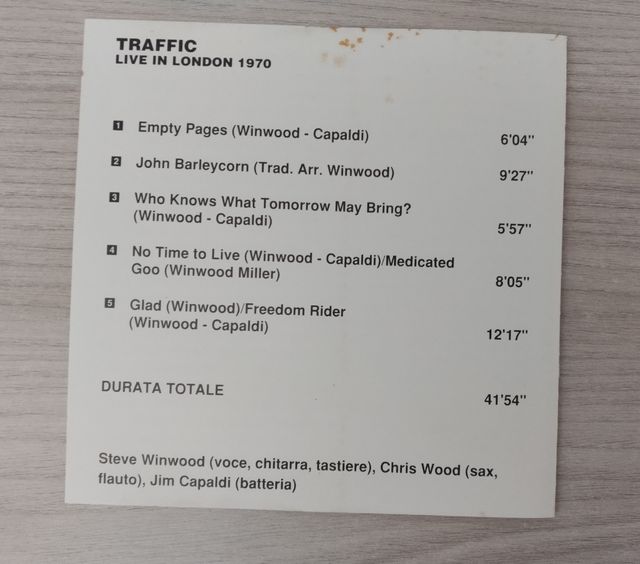 TRAFFIC
LIVE IN LONDON 1970
1 Empty Pages (Winwood - Capaldi) 6'04"
2 John Barleycorn (Trad. Arr. Winwood) 9'27"
3 Who Knows What Tomorrow May Bring?
(Winwood - Capaldi) 5'57"
4 No Time to Live (Winwood - Capaldi)/Medicated
Goo (Winwood Miller) 8'05"
5 Glad (Winwood)/Freedom Rider
(Winwood - Capaldi) 12'17"
DURATA TOTALE 41'54"
Steve Winwood (voce, chitarra, tastiere), Chris Wood (sax,
flauto), Jim Capaldi (batteria)